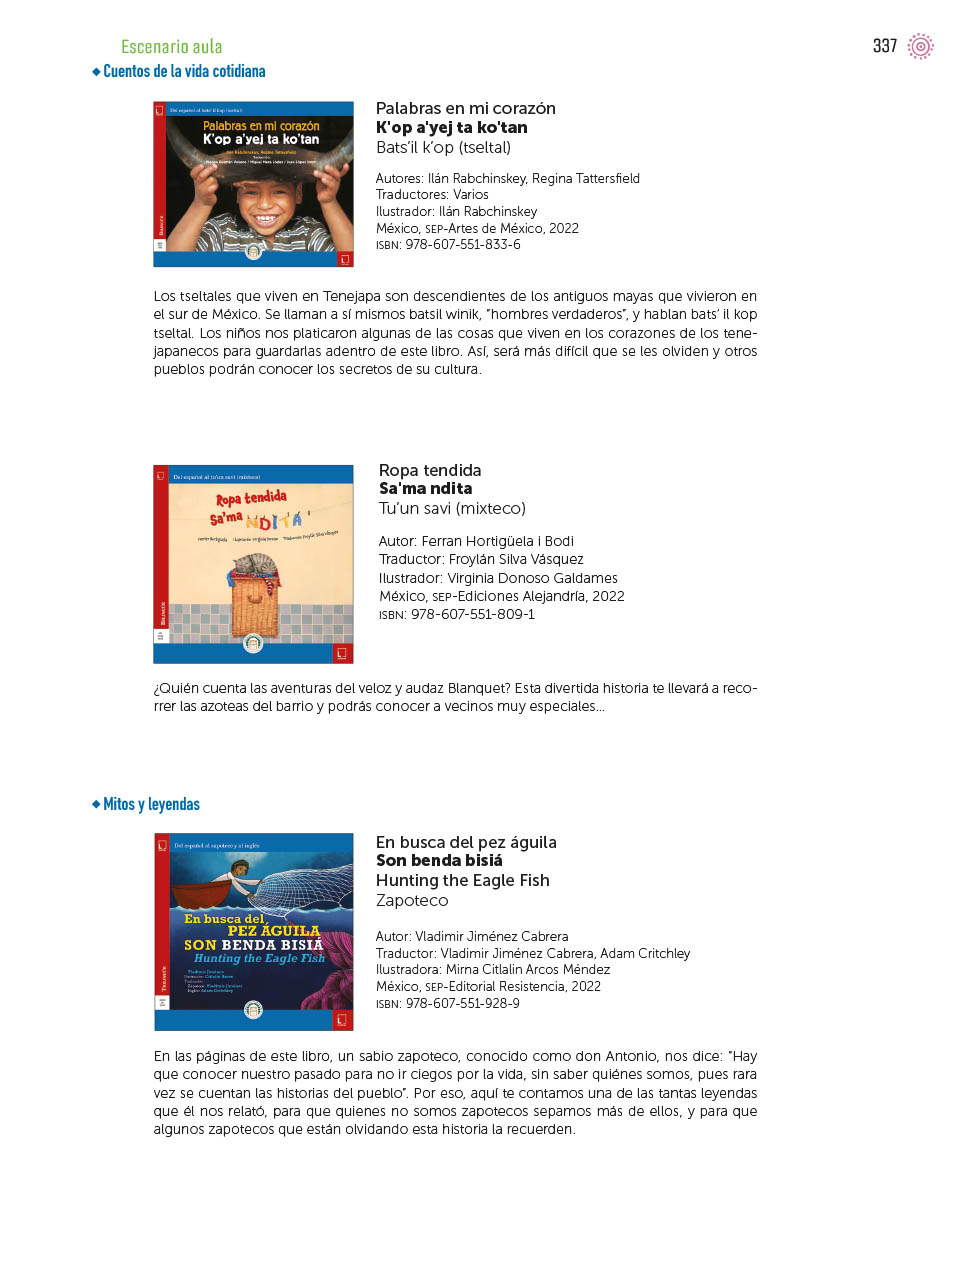 Escenario aula
337
Cuentos de la vida cotidiana
Del español al bats'il k'op (tseltal)
Palabras en mi corazón
K'op a'yej ta ko'tan
Ilán Rabchinskey, Regina Tattersfield
Palabras en mi corazón
K'op a'yej ta ko'tan
Bats'il k'op (tseltal)
Autores: Ilán Rabchinskey, Regina Tattersfield
Traductores: Varios
Ilustrador: Ilán Rabchinskey
México, SEP-Artes de México, 2022
ISBN: 978-607-551-833-6
Los tseltales que viven en Tenejapa son descendientes de los antiguos mayas que vivieron en
el sur de México. Se llaman a sí mismos batsil winik, "hombres verdaderos", y hablan bats' il kop
tseltal. Los niños nos platicaron algunas de las cosas que viven en los corazones de los tene-
japanecos para guardarlas adentro de este libro. Así, será más difícil que se les olviden y otros
pueblos podrán conocer los secretos de su cultura.
Del español al tu'un savi (mixteco)
Ropa tendida
Sa'ma NDITA
Ropa tendida
Sa'ma ndita
Tu'un savi (mixteco)
Autor: Ferran Hortigüela i Bodi
Traductor: Froylán Silva Vásquez
Ilustrador: Virginia Donoso Galdames
México, SEP-Ediciones Alejandría, 2022
ISBN: 978-607-551-809-1
¿Quién cuenta las aventuras del veloz y audaz Blanquet? Esta divertida historia te llevará a reco-
rrer las azoteas del barrio y podrás conocer a vecinos muy especiales...
Mitos y leyendas
Del español al zapoteco y al inglés
En busca del
PEZ ÁGUILA
SON BENDA BISIÁ
Hunting the Eagle Fish
Vladimir Jiménez
En busca del pez águila
Son benda bisiá
Hunting the Eagle Fish
Zapoteco
Autor: Vladimir Jiménez Cabrera
Traductor: Vladimir Jiménez Cabrera, Adam Critchley
Ilustradora: Mirna Citlalin Arcos Méndez
México, SEP-Editorial Resistencia, 2022
ISBN: 978-607-551-928-9
En las páginas de este libro, un sabio zapoteco, conocido como don Antonio, nos dice: "Hay
que conocer nuestro pasado para no ir ciegos por la vida, sin saber quiénes somos, pues rara
vez se cuentan las historias del pueblo". Por eso, aquí te contamos una de las tantas leyendas
que él nos relató, para que quienes no somos zapotecos sepamos más de ellos, y para que
algunos zapotecos que están olvidando esta historia la recuerden.